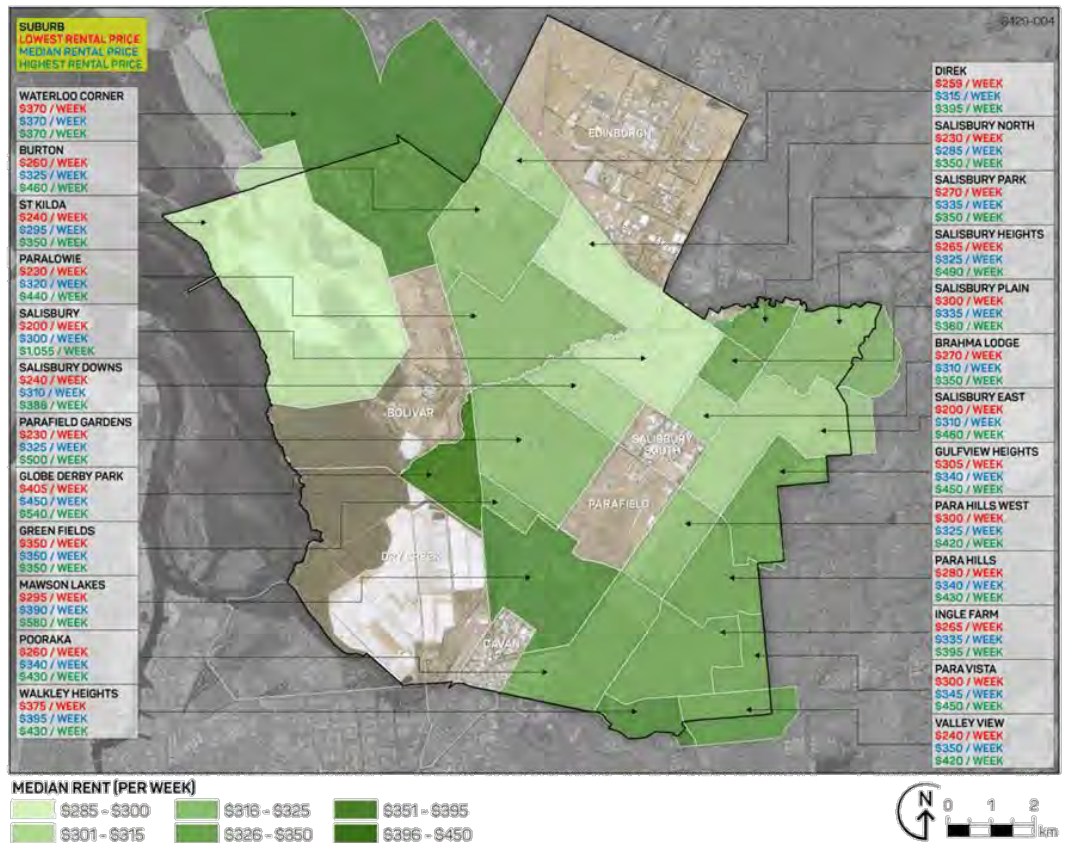 SUBURB
LOWEST RENTAL PRICE
MEDIAN RENTAL PRICE
HIGHEST RENTAL PRICE
WATERLOO CORNER
$370 / WEEK
$370 / WEEK
$370 / WEEK
BURTON
$260 / WEEK
$325 / WEEK
$460 / WEEK
ST KILDA
$240 / WEEK
$295 / WEEK
$350 / WEEK
PARALOWIE
$230 / WEEK
$320 / WEEK
$440 / WEEK
SALISBURY
$200 / WEEK
$300 / WEEK
$1,055 / WEEK
SALISBURY DOWNS
$240 / WEEK
$310 / WEEK
$388 / WEEK
PARAFIELD GARDENS
$230 / WEEK
$325 / WEEK
$500 / WEEK
GLOBE DERBY PARK
$405 / WEEK
$450 / WEEK
$540 / WEEK
GREEN FIELDS
$350 / WEEK
$350 / WEEK
$350 / WEEK
MAWSON LAKES
$295 / WEEK
$390 / WEEK
$580 / WEEK
POORAKA
$260 / WEEK
$340 / WEEK
$430 / WEEK
WALKLEY HEIGHTS
$375 / WEEK
$395 / WEEK
$430 / WEEK
EDINBURGH
BOLIVAR
SALISBURY
SOUTH
PARAFIELD
DRY CREEK
CAVAN
S429-004
DIREK
$259 / WEEK
$315 / WEEK
$395 / WEEK
SALISBURY NORTH
$230 / WEEK
$285 / WEEK
$350 / WEEK
SALISBURY PARK
$270 / WEEK
$335 / WEEK
$350 / WEEK
SALISBURY HEIGHTS
$265 / WEEK
$325 / WEEK
$490 / WEEK
SALISBURY PLAIN
$300 / WEEK
$335 / WEEK
$360 / WEEK
BRAHMA LODGE
$270 / WEEK
$310 / WEEK
$350 / WEEK
SALISBURY EAST
$200 / WEEK
$310 / WEEK
$460 / WEEK
GULFVIEW HEIGHTS
$305 / WEEK
$340 / WEEK
$450 / WEEK
PARA HILLS WEST
$300 / WEEK
$325 / WEEK
$420 / WEEK
PARA HILLS
$280 / WEEK
$340 / WEEK
$430 / WEEK
INGLE FARM
$265 / WEEK
$335 / WEEK
$395 / WEEK
PARA VISTA
$300 / WEEK
$345 / WEEK
$450 / WEEK
VALLEY VIEW
$240 / WEEK
$350 / WEEK
$420 / WEEK
MEDIAN RENT (PER WEEK)
$285 - $300
$316 - $325
$351 - $395
$301 - $315
$326 - $350
$396 - $450
N
0 1 2
km